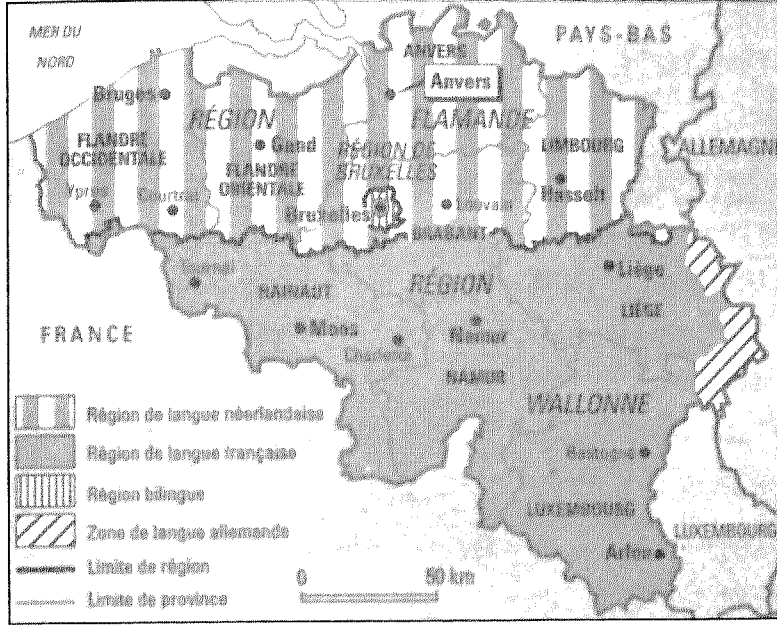 MER DU
NORD
PAYS-BAS
ANVERS
Anvers
Bruges
RÉGION
FLAMANDE
FLANDRE
OCCIDENTALE
Gand
FLANDRE
ORIENTALE
RÉGION DE
BRUXELLES
LIMBOURG
ALLEMAGNE
Ypres
Courtrai
Bruxelles
Louvain
Hasselt
BRABANT
Tournai
HAINAUT
RÉGION
Liège
LIÈGE
FRANCE
Mons
Charleroi
Namur
NAMUR
WALLONNE
Bastogne
LUXEMBOURG
LUXEMBOURG
Arlon
Région de langue néerlandaise
Région de langue française
Région bilingue
Zone de langue allemande
Limite de région
Limite de province
0 50 km